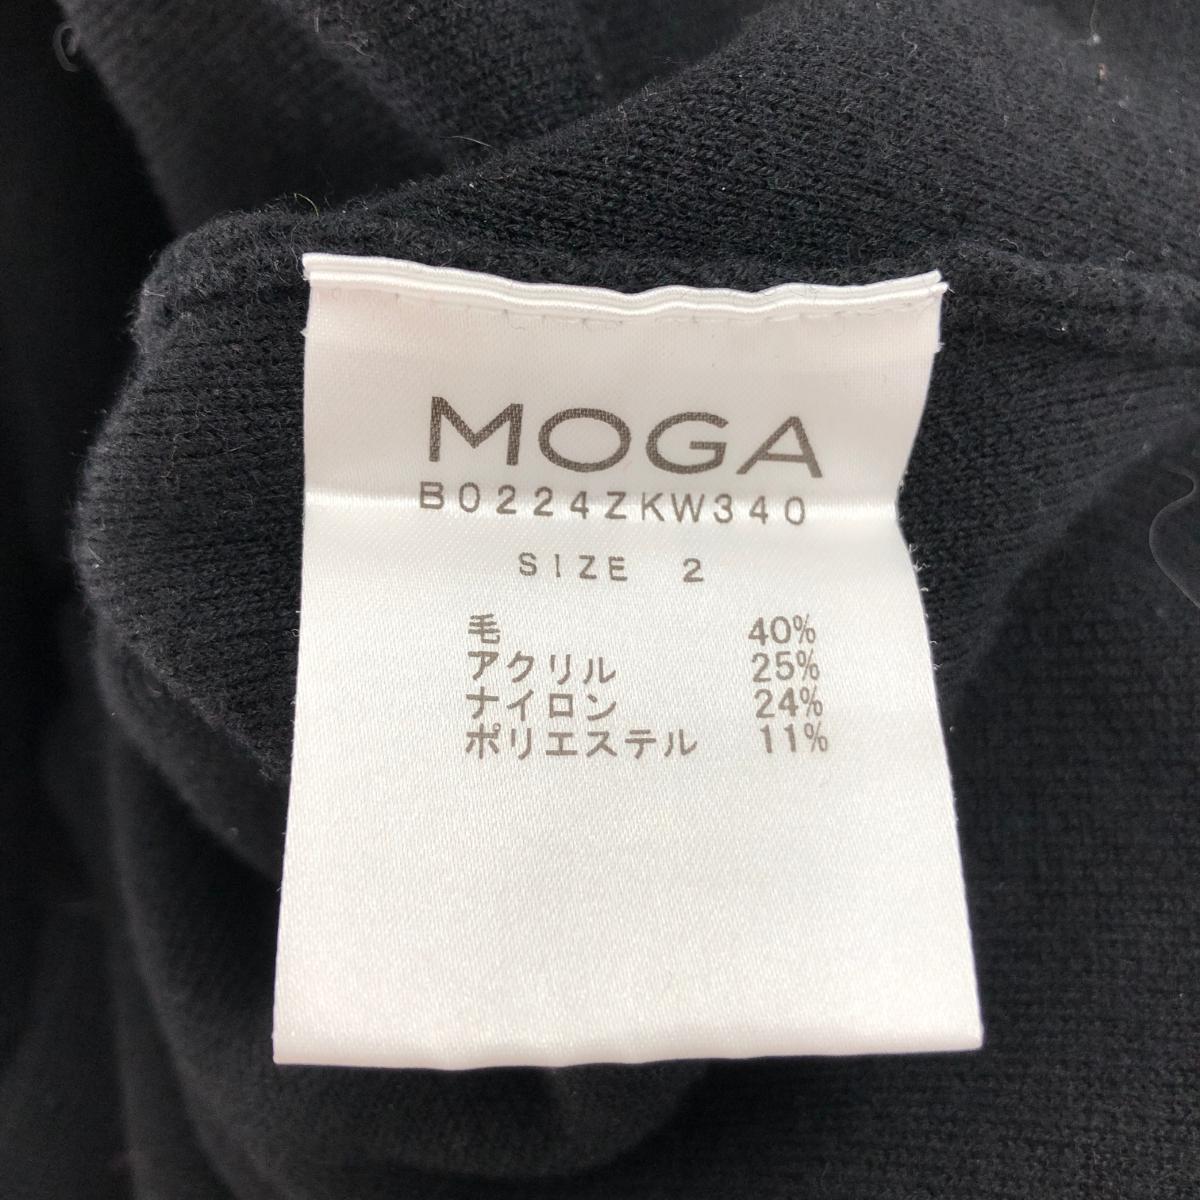 MOGA
B0224ZKW340
SIZE 2
毛 40%
アクリル 25%
ナイロン 24%
ポリエステル 11%